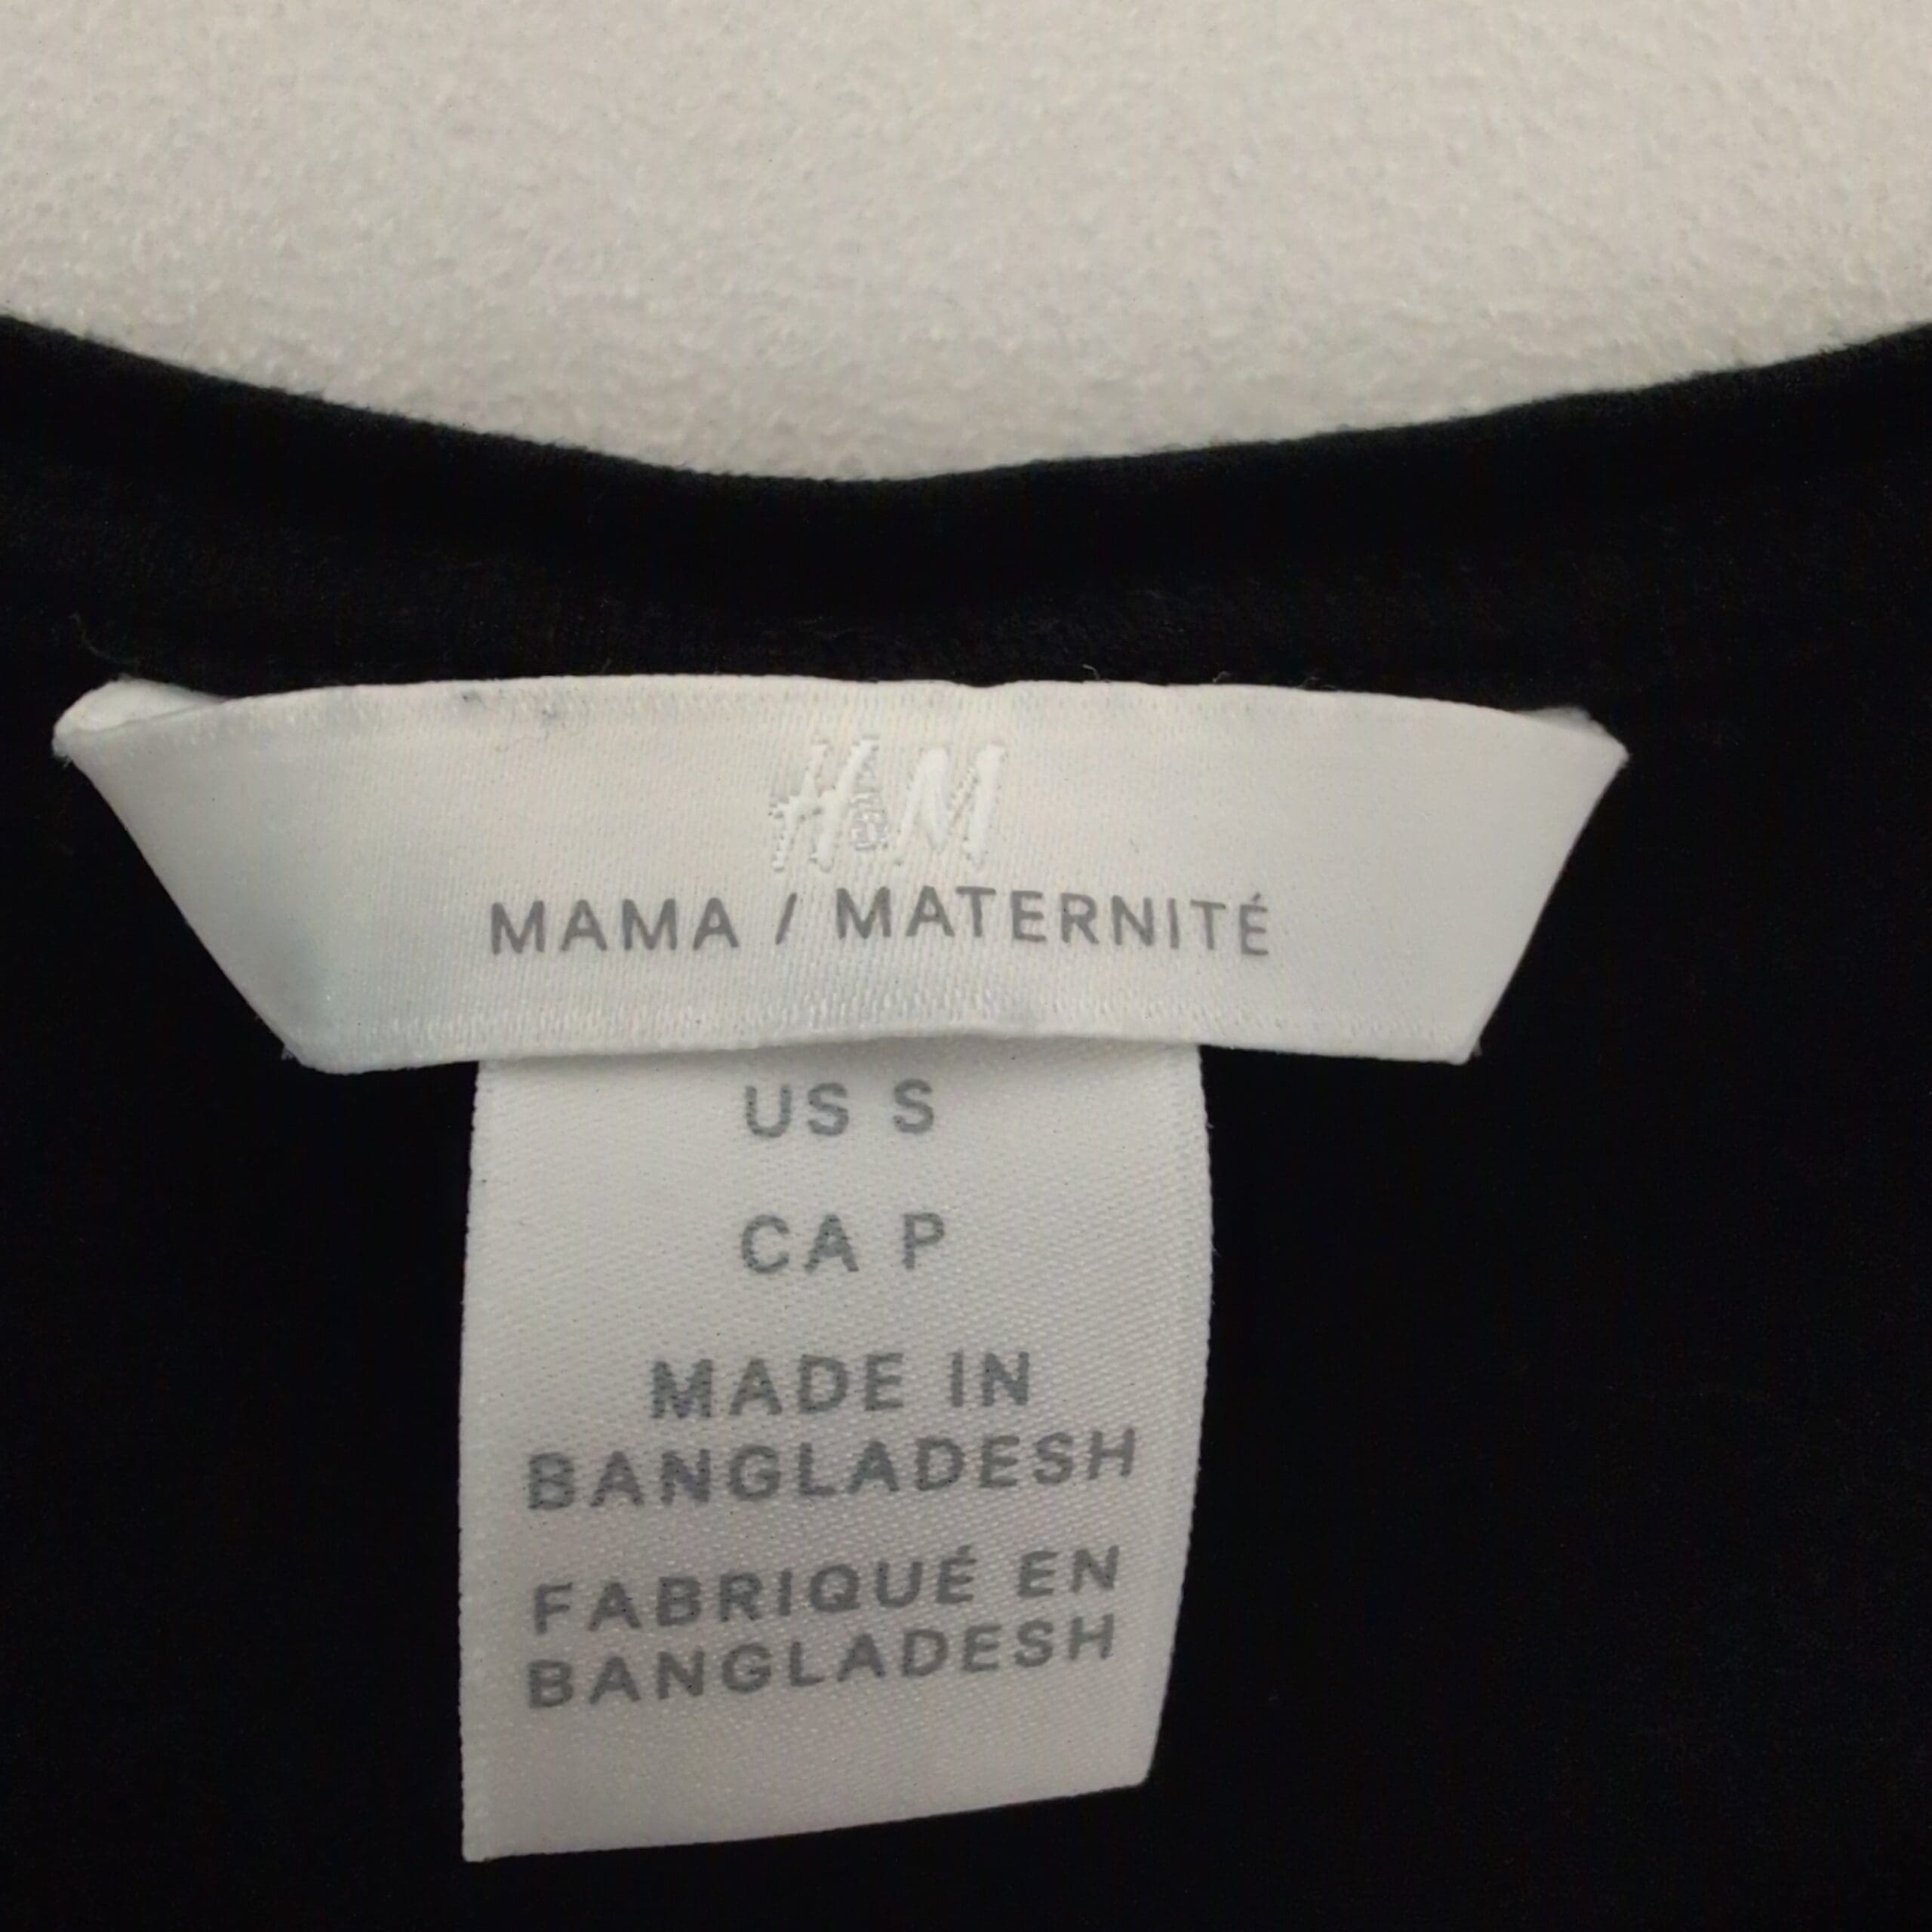 H&M
MAMA / MATERNITÉ
US S
CA P
MADE IN
BANGLADESH
FABRIQUÉ EN
BANGLADESH